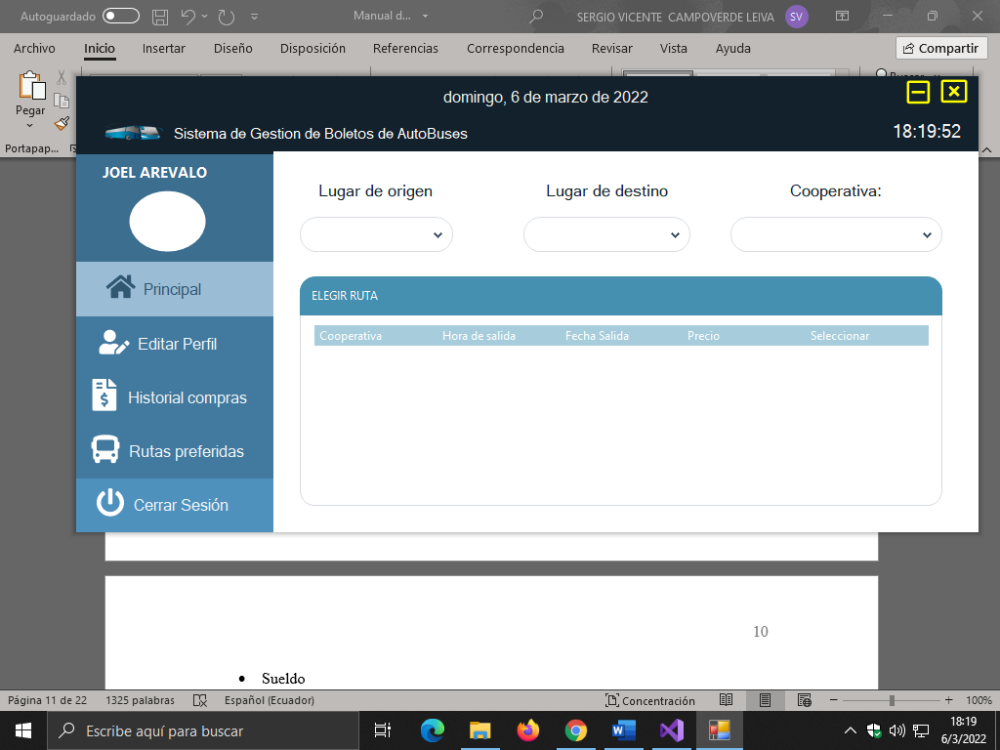 Autoguardado
Manual d...
SERGIO VICENTE CAMPOVERDE LEIVA
SV
Archivo Inicio Insertar Diseño Disposición Referencias Correspondencia Revisar Vista Ayuda
Compartir
Pegar
Portapap...
domingo, 6 de marzo de 2022
Sistema de Gestion de Boletos de AutoBuses
18:19:52
JOEL AREVALO
Principal
Editar Perfil
Historial compras
Rutas preferidas
Cerrar Sesión
Lugar de origen
Lugar de destino
Cooperativa:
ELEGIR RUTA
Cooperativa Hora de salida Fecha Salida Precio Seleccionar
10
• Sueldo
Página 11 de 22 1325 palabras Español (Ecuador) Concentración 100%
Escribe aquí para buscar
18:19
6/3/2022